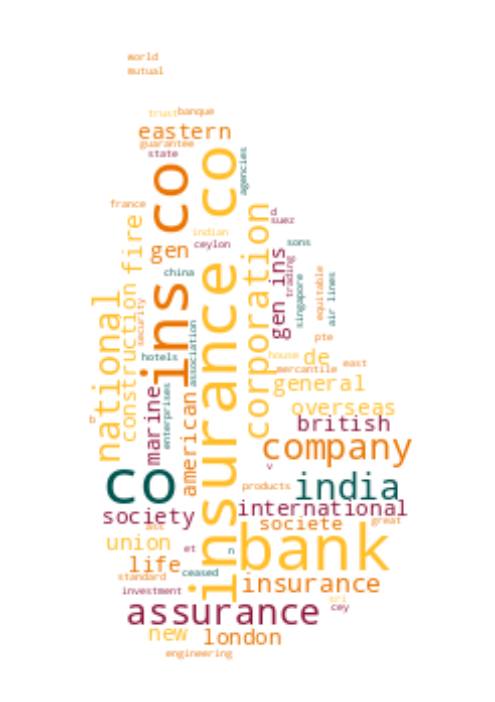 world
mutual
trust
banque
eastern
guarantee
state
agencies
ins co
insurance co
france
fire
gen
indian
ceylon
corporation
d
suez
sons
gen ins
trading
singapore
equitable
air lines
china
national
construction
security
hotels
association
pte
house
de
mercantile
east
general
marine
enterprises
american
overseas
british
company
v
co
products
india
society
international
societe
great
union
et
n
bank
life
standard
ceased
insurance
investment
assurance
sri
cey
new
london
engineering